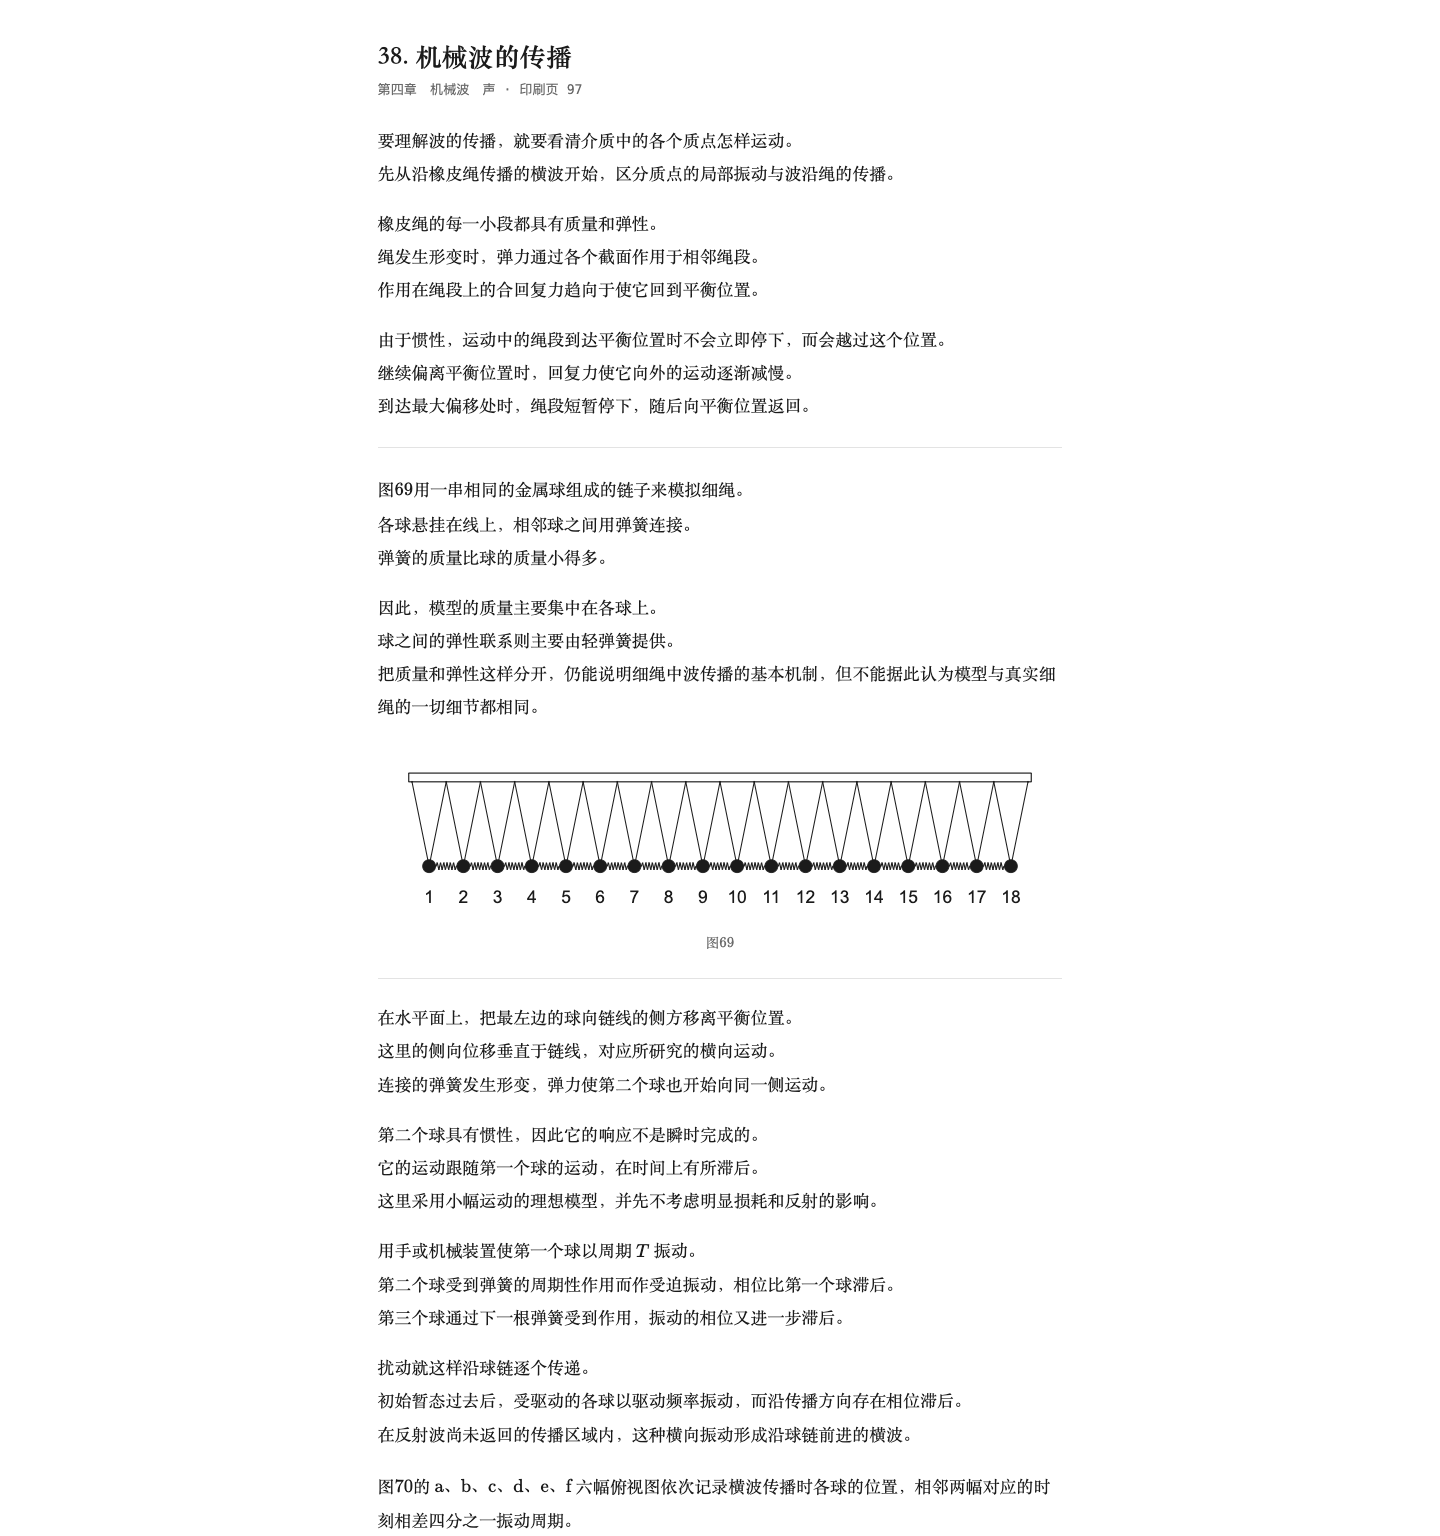 38. 机械波的传播
第四章　机械波　声 · 印刷页 97
要理解波的传播，就要看清介质中的各个质点怎样运动。
先从沿橡皮绳传播的横波开始，区分质点的局部振动与波沿绳的传播。
橡皮绳的每一小段都具有质量和弹性。
绳发生形变时，弹力通过各个截面作用于相邻绳段。
作用在绳段上的合回复力趋向于使它回到平衡位置。
由于惯性，运动中的绳段到达平衡位置时不会立即停下，而会越过这个位置。
继续偏离平衡位置时，回复力使它向外的运动逐渐减慢。
到达最大偏移处时，绳段短暂停下，随后向平衡位置返回。
图69用一串相同的金属球组成的链子来模拟细绳。
各球悬挂在线上，相邻球之间用弹簧连接。
弹簧的质量比球的质量小得多。
因此，模型的质量主要集中在各球上。
球之间的弹性联系则主要由轻弹簧提供。
把质量和弹性这样分开，仍能说明细绳中波传播的基本机制，但不能据此认为模型与真实细
绳的一切细节都相同。
1 2 3 4 5 6 7 8 9 10 11 12 13 14 15 16 17 18
图69
在水平面上，把最左边的球向链线的侧方移离平衡位置。
这里的侧向位移垂直于链线，对应所研究的横向运动。
连接的弹簧发生形变，弹力使第二个球也开始向同一侧运动。
第二个球具有惯性，因此它的响应不是瞬时完成的。
它的运动跟随第一个球的运动，在时间上有所滞后。
这里采用小幅运动的理想模型，并先不考虑明显损耗和反射的影响。
用手或机械装置使第一个球以周期 T 振动。
第二个球受到弹簧的周期性作用而作受迫振动，相位比第一个球滞后。
第三个球通过下一根弹簧受到作用，振动的相位又进一步滞后。
扰动就这样沿球链逐个传递。
初始暂态过去后，受驱动的各球以驱动频率振动，而沿传播方向存在相位滞后。
在反射波尚未返回的传播区域内，这种横向振动形成沿球链前进的横波。
图70的 a、b、c、d、e、f 六幅俯视图依次记录横波传播时各球的位置，相邻两幅对应的时
刻相差四分之一振动周期。